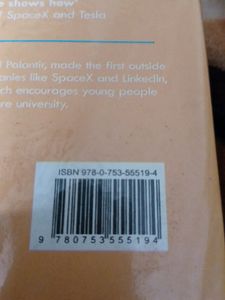 e shows how'
SpaceX and Tesla
Palantir, made the first outside
anies like SpaceX and LinkedIn,
ch encourages young people
re university.
ISBN 978-0-753-55519-4
9 780753 555194